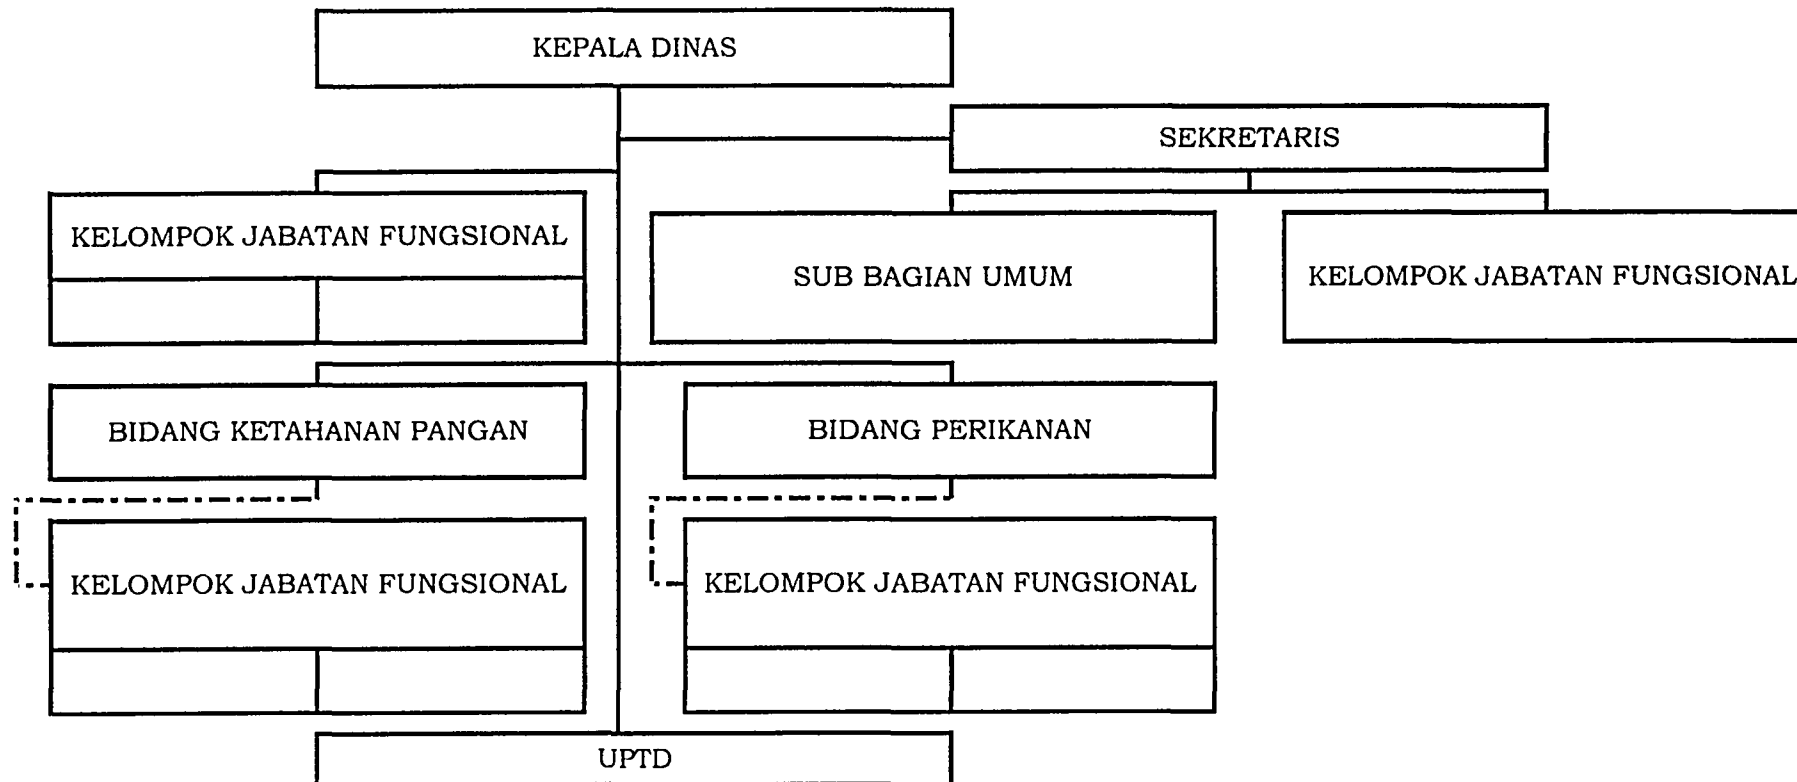 KEPALA DINAS
SEKRETARIS
KELOMPOK JABATAN FUNGSIONAL
SUB BAGIAN UMUM
KELOMPOK JABATAN FUNGSIONAL
BIDANG KETAHANAN PANGAN
BIDANG PERIKANAN
KELOMPOK JABATAN FUNGSIONAL
KELOMPOK JABATAN FUNGSIONAL
UPTD